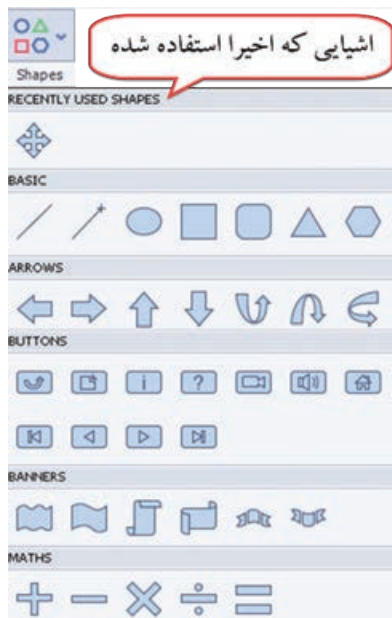 اشیایی که اخیرا استفاده شده
Shapes
RECENTLY USED SHAPES
BASIC
ARROWS
BUTTONS
i ?
BANNERS
MATHS